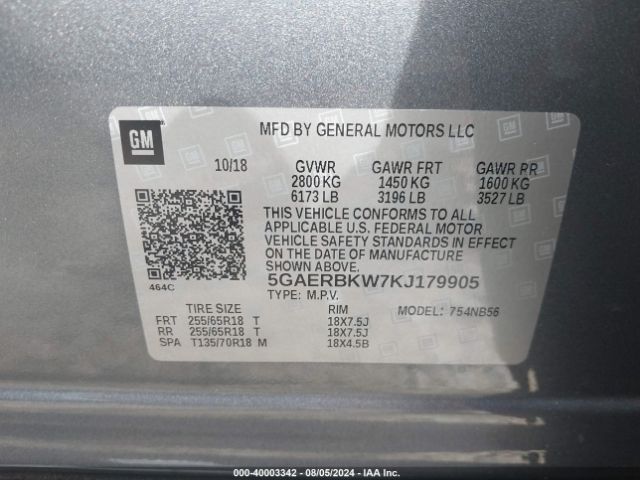 GM
MFD BY GENERAL MOTORS LLC
10/18 GVWR GAWR FRT GAWR RR
2800 KG 1450 KG 1600 KG
6173 LB 3196 LB 3527 LB
THIS VEHICLE CONFORMS TO ALL
APPLICABLE U.S. FEDERAL MOTOR
VEHICLE SAFETY STANDARDS IN EFFECT
ON THE DATE OF MANUFACTURE
SHOWN ABOVE.
464C
5GAERBKW7KJ179905
TYPE: M.P.V.
TIRE SIZE RIM MODEL: 754NB56
FRT 255/65R18 T 18X7.5J
RR 255/65R18 T 18X7.5J
SPA T135/70R18 M 18X4.5B
000-40003342 - 08/05/2024 - IAA Inc.